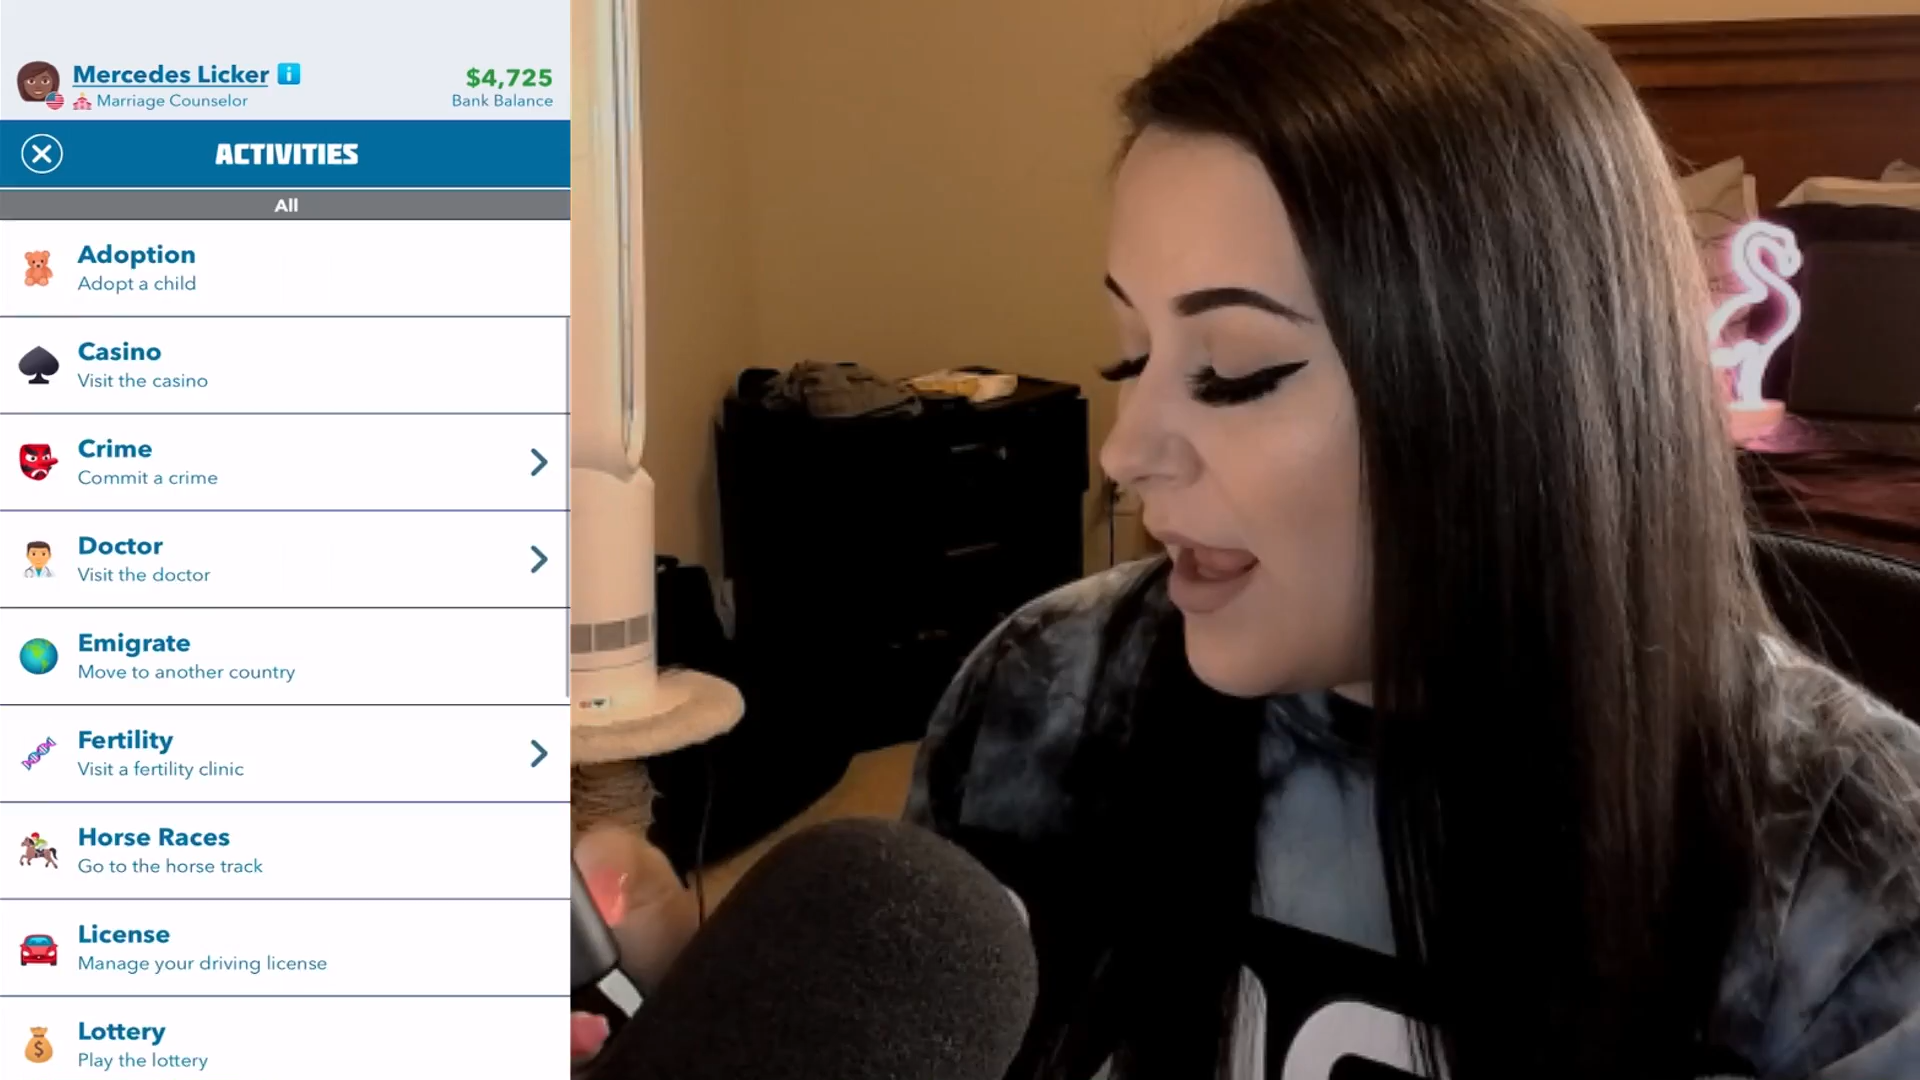 Mercedes Licker i
$4,725
Marriage Counselor
Bank Balance
ACTIVITIES
All
Adoption
Adopt a child
Casino
Visit the casino
Crime
Commit a crime
Doctor
Visit the doctor
Emigrate
Move to another country
Fertility
Visit a fertility clinic
Horse Races
Go to the horse track
License
Manage your driving license
Lottery
Play the lottery